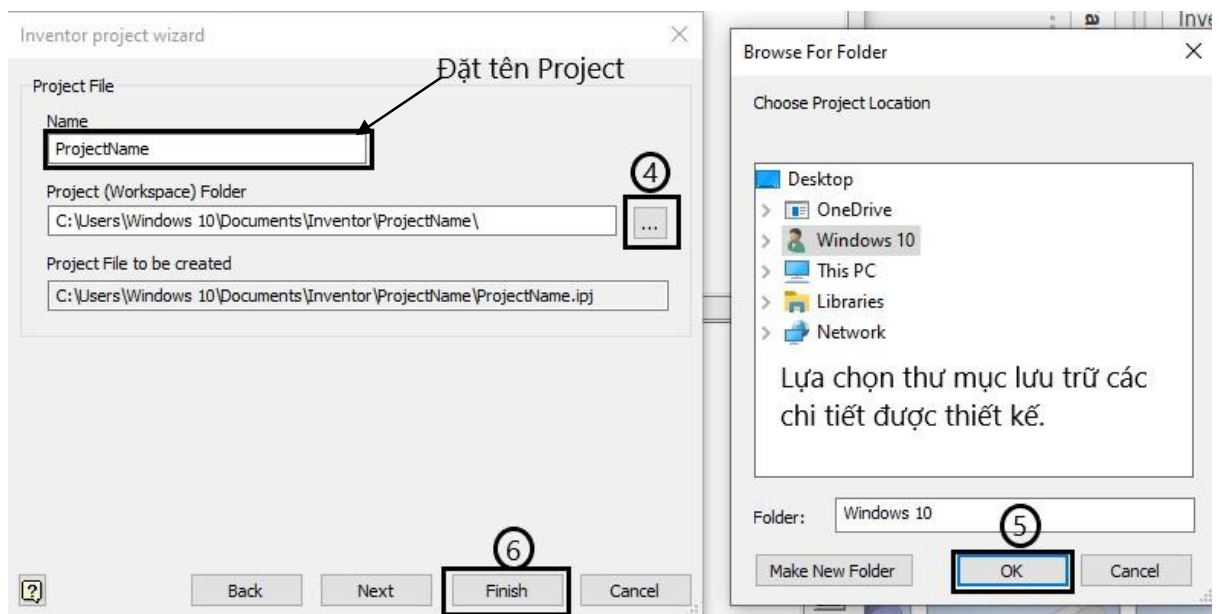 Inventor project wizard
Đặt tên Project
Project File
Name
ProjectName
4
Project (Workspace) Folder
C:\Users\Windows 10\Documents\Inventor\ProjectName\
...
Project File to be created
C:\Users\Windows 10\Documents\Inventor\ProjectName\ProjectName.ipj
6
Back Next Finish Cancel
Inve
Browse For Folder
Choose Project Location
Desktop
OneDrive
Windows 10
This PC
Libraries
Network
Lựa chọn thư mục lưu trữ các
chi tiết được thiết kế.
Folder: Windows 10
5
Make New Folder OK Cancel